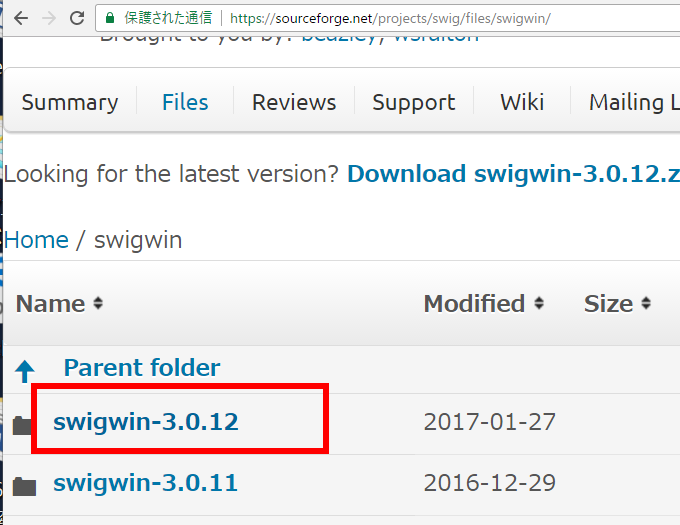 保護された通信 https://sourceforge.net/projects/swig/files/swigwin/
Brought to you by: beazley, wsfulton
Summary Files Reviews Support Wiki Mailing L
Looking for the latest version? Download swigwin-3.0.12.z
Home / swigwin
Name Modified Size
Parent folder
swigwin-3.0.12 2017-01-27
swigwin-3.0.11 2016-12-29